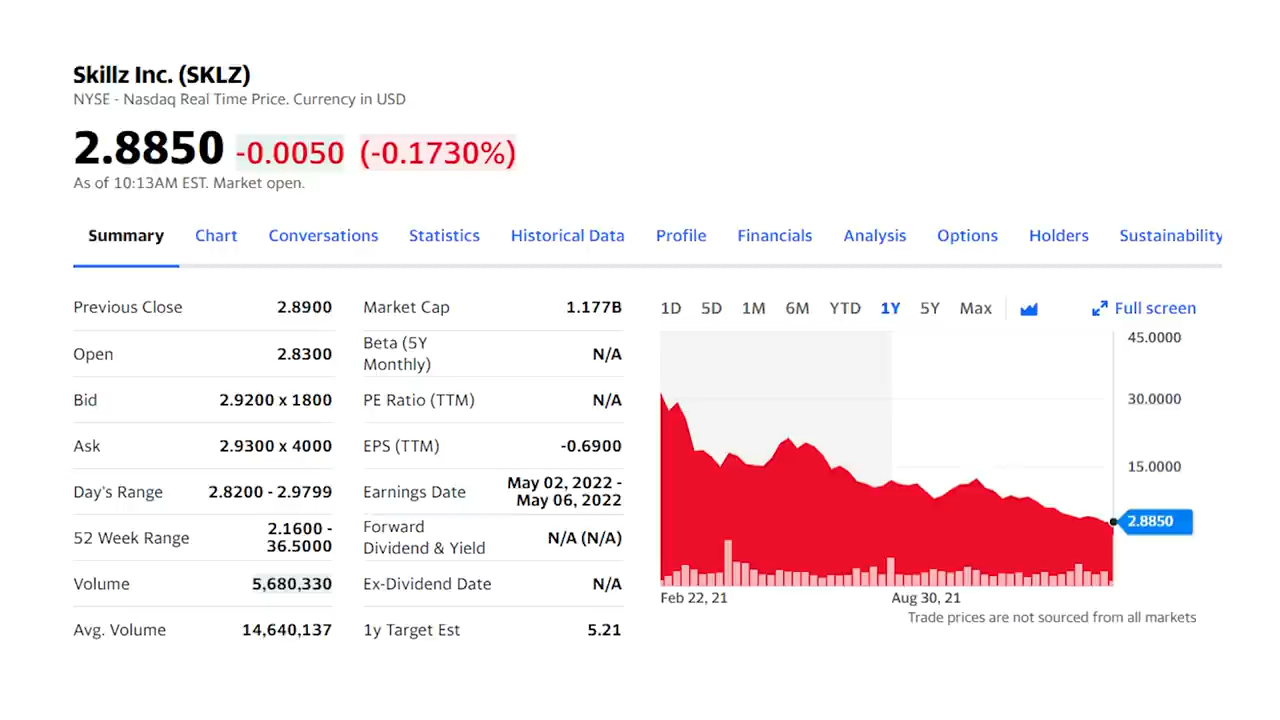 Skillz Inc. (SKLZ)
NYSE - Nasdaq Real Time Price. Currency in USD
2.8850 -0.0050 (-0.1730%)
As of 10:13AM EST. Market open.
Summary Chart Conversations Statistics Historical Data Profile Financials Analysis Options Holders Sustainability
Previous Close 2.8900
Open 2.8300
Bid 2.9200 x 1800
Ask 2.9300 x 4000
Day's Range 2.8200 - 2.9799
52 Week Range 2.1600 -
36.5000
Volume 5,680,330
Avg. Volume 14,640,137
Market Cap 1.177B
Beta (5Y
Monthly) N/A
PE Ratio (TTM) N/A
EPS (TTM) -0.6900
Earnings Date May 02, 2022 -
May 06, 2022
Forward
Dividend & Yield N/A (N/A)
Ex-Dividend Date N/A
1y Target Est 5.21
1D 5D 1M 6M YTD 1Y 5Y Max Full screen
45.0000
30.0000
15.0000
2.8850
Feb 22, 21 Aug 30, 21
Trade prices are not sourced from all markets